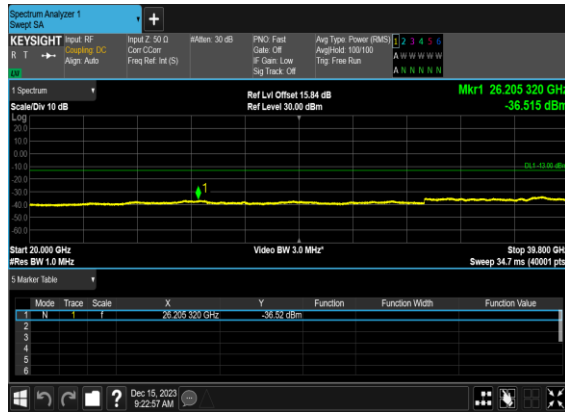 Spectrum Analyzer 1
Swept SA
+
KEYSIGHT Input: RF Input Z: 50 Ω #Atten: 30 dB PNO: Fast Avg Type: Power (RMS) 1 2 3 4 5 6
R T Coupling: DC Corr CCorr Gate: Off Avg|Hold: 100/100 A W W W W W
Align: Auto Freq Ref: Int (S) IF Gain: Low Trig: Free Run
Sig Track: Off A N N N N N
1 Spectrum Ref Lvl Offset 15.84 dB Mkr1 26.205 320 GHz
Scale/Div 10 dB Ref Level 30.00 dBm -36.515 dBm
Log
20.0
10.0
0.00
-10.0 DL1 -13.00 dBm
-20.0
-30.0 1
-40.0
-50.0
-60.0
Start 20.000 GHz Video BW 3.0 MHz* Stop 39.800 GHz
#Res BW 1.0 MHz Sweep 34.7 ms (40001 pts)
5 Marker Table
Mode Trace Scale X Y Function Function Width Function Value
1 N 1 f 26.205 320 GHz -36.52 dBm
2
3
4
5
6
? Dec 15, 2023
9:22:57 AM